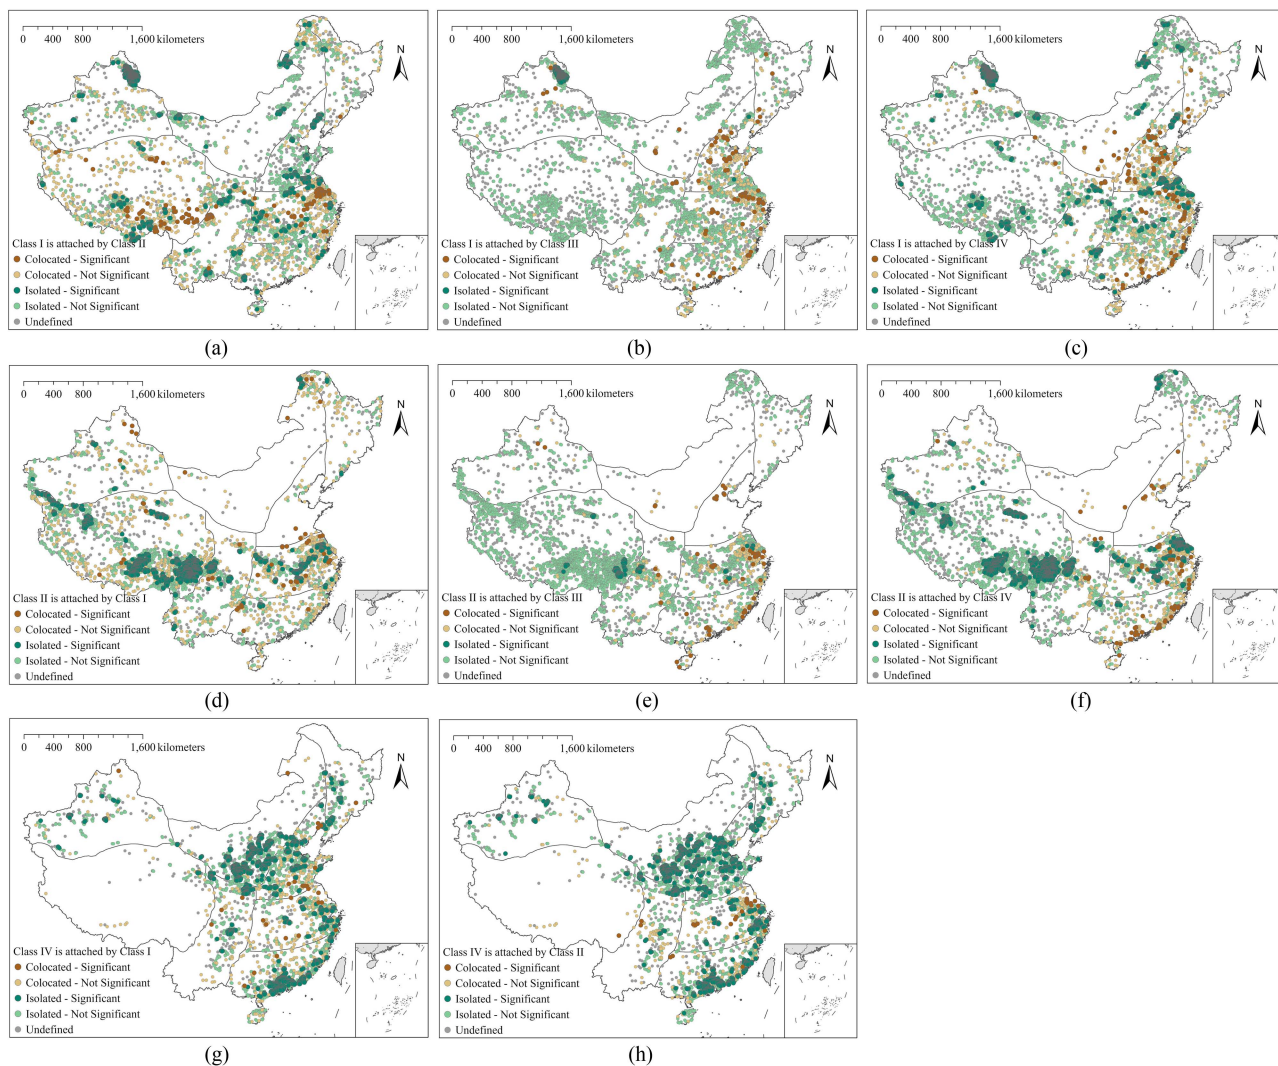 0 400 800 1,600 kilometers
N
Class I is attached by Class II
Colocated - Significant
Colocated - Not Significant
Isolated - Significant
Isolated - Not Significant
Undefined
(a)
0 400 800 1,600 kilometers
N
Class I is attached by Class III
Colocated - Significant
Colocated - Not Significant
Isolated - Significant
Isolated - Not Significant
Undefined
(b)
0 400 800 1,600 kilometers
N
Class I is attached by Class IV
Colocated - Significant
Colocated - Not Significant
Isolated - Significant
Isolated - Not Significant
Undefined
(c)
0 400 800 1,600 kilometers
N
Class II is attached by Class I
Colocated - Significant
Colocated - Not Significant
Isolated - Significant
Isolated - Not Significant
Undefined
(d)
0 400 800 1,600 kilometers
N
Class II is attached by Class III
Colocated - Significant
Colocated - Not Significant
Isolated - Significant
Isolated - Not Significant
Undefined
(e)
0 400 800 1,600 kilometers
N
Class II is attached by Class IV
Colocated - Significant
Colocated - Not Significant
Isolated - Significant
Isolated - Not Significant
Undefined
(f)
0 400 800 1,600 kilometers
N
Class IV is attached by Class I
Colocated - Significant
Colocated - Not Significant
Isolated - Significant
Isolated - Not Significant
Undefined
(g)
0 400 800 1,600 kilometers
N
Class IV is attached by Class II
Colocated - Significant
Colocated - Not Significant
Isolated - Significant
Isolated - Not Significant
Undefined
(h)